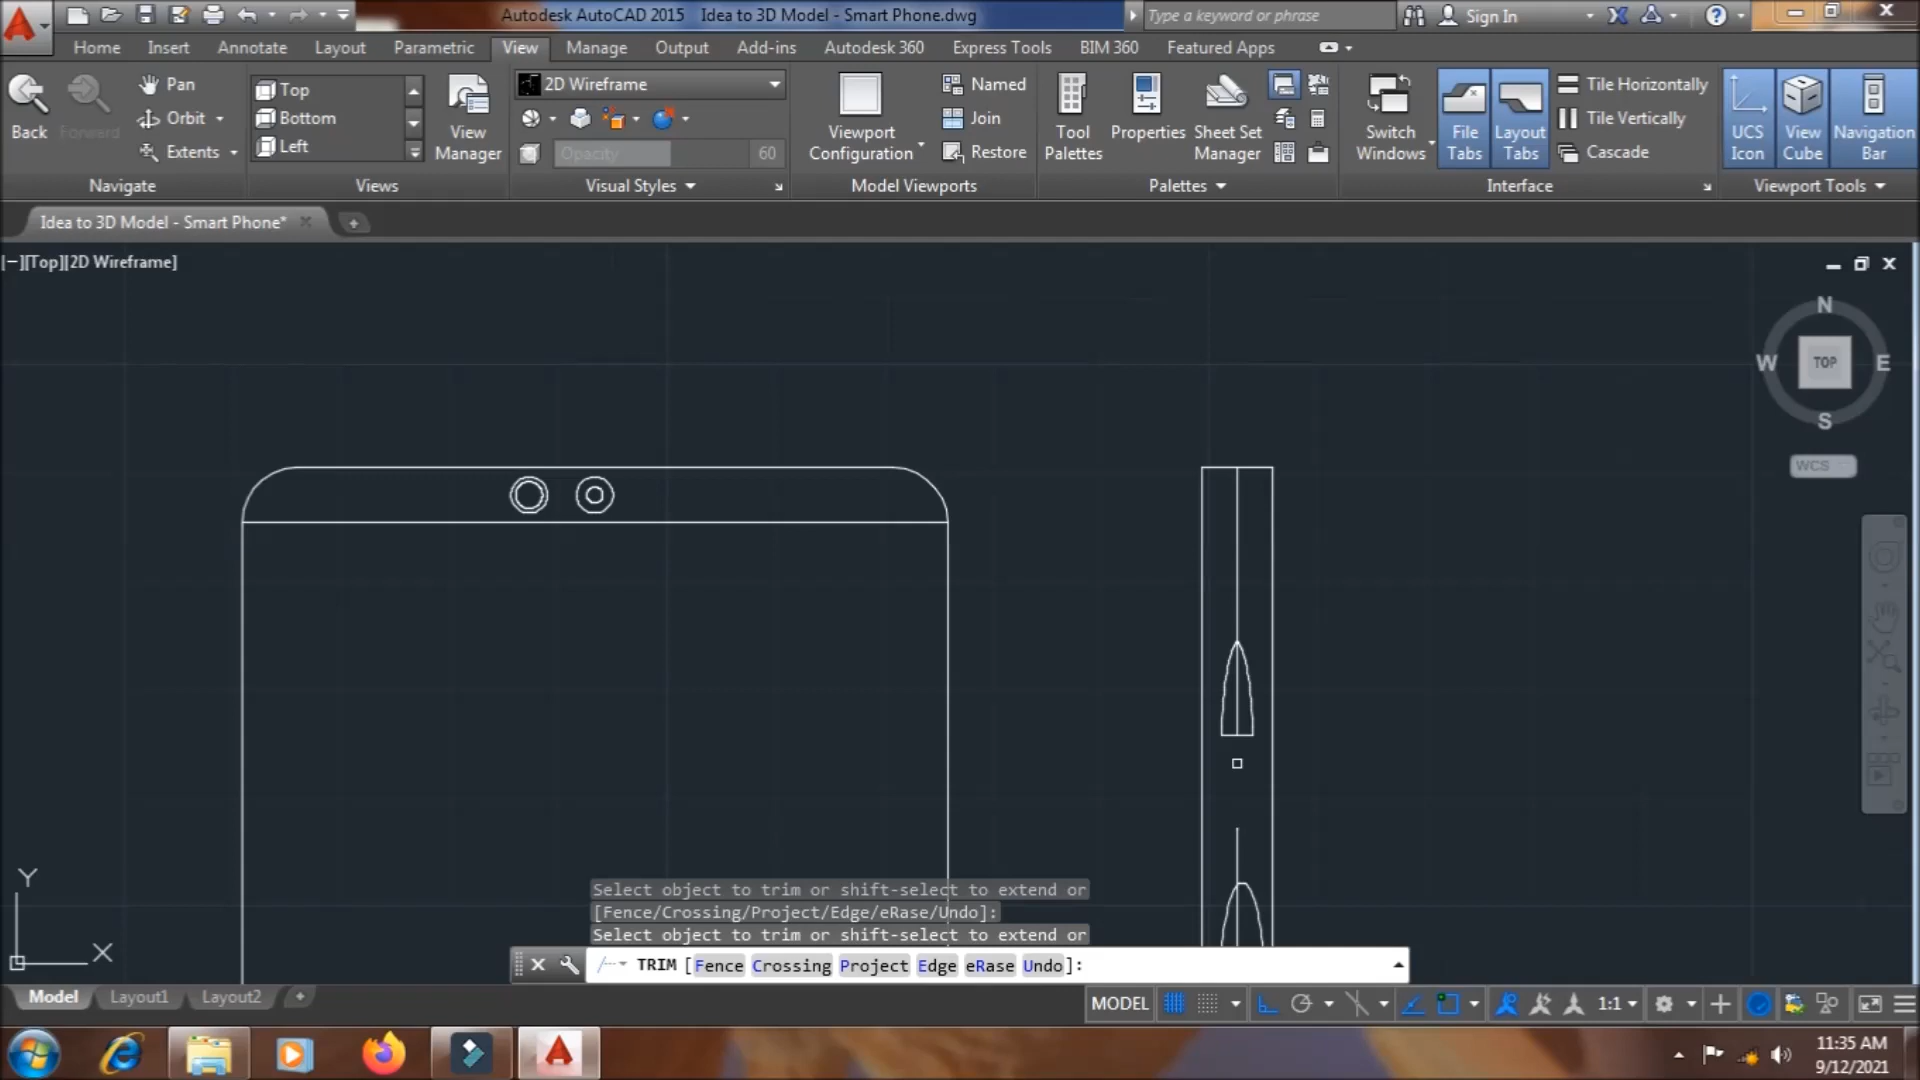 Autodesk AutoCAD 2015 Idea to 3D Model - Smart Phone.dwg
Type a keyword or phrase
Sign In
Home Insert Annotate Layout Parametric View Manage Output Add-ins Autodesk 360 Express Tools BIM 360 Featured Apps
Back
Forward
Pan
Orbit
Extents
Navigate
Top
Bottom
Left
View
Manager
Views
2D Wireframe
Opacity 60
Visual Styles
Viewport
Configuration
Named
Join
Restore
Model Viewports
Tool
Palettes
Properties
Sheet Set
Manager
Palettes
Switch
Windows
File
Tabs
Layout
Tabs
Tile Horizontally
Tile Vertically
Cascade
Interface
UCS
Icon
View
Cube
Navigation
Bar
Viewport Tools
Idea to 3D Model - Smart Phone*
[−][Top][2D Wireframe]
N
W TOP E
S
WCS
Y
X
Select object to trim or shift-select to extend or
[Fence/Crossing/Project/Edge/eRase/Undo]:
Select object to trim or shift-select to extend or
TRIM [Fence Crossing Project Edge eRase Undo]:
Model Layout1 Layout2
MODEL
1:1
11:35 AM
9/12/2021